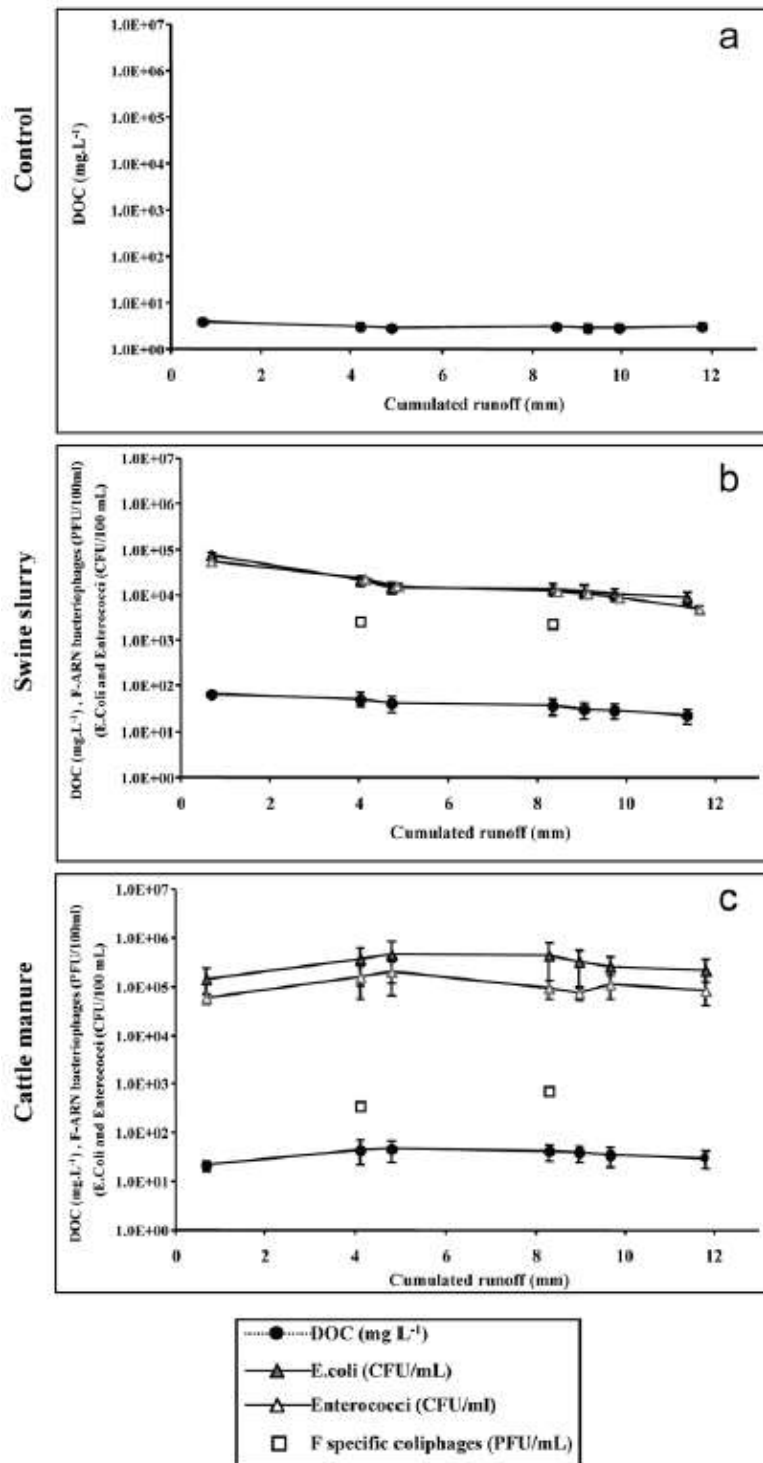 Control
a
DOC (mg.L-1)
1.0E+07
1.0E+06
1.0E+05
1.0E+04
1.0E+03
1.0E+02
1.0E+01
1.0E+00
0 2 4 6 8 10 12
Cumulated runoff (mm)
Swine slurry
b
DOC (mg.L-1) , F-ARN bacteriophages (PFU/100ml)
(E.Coli and Enterococci (CFU/100 mL)
1.0E+07
1.0E+06
1.0E+05
1.0E+04
1.0E+03
1.0E+02
1.0E+01
1.0E+00
0 2 4 6 8 10 12
Cumulated runoff (mm)
Cattle manure
c
DOC (mg.L-1) , F-ARN bacteriophages (PFU/100ml)
(E.Coli and Enterococci (CFU/100 mL)
1.0E+07
1.0E+06
1.0E+05
1.0E+04
1.0E+03
1.0E+02
1.0E+01
1.0E+00
0 2 4 6 8 10 12
Cumulated runoff (mm)
DOC (mg L-1)
E.coli (CFU/mL)
Enterococci (CFU/ml)
F specific coliphages (PFU/mL)